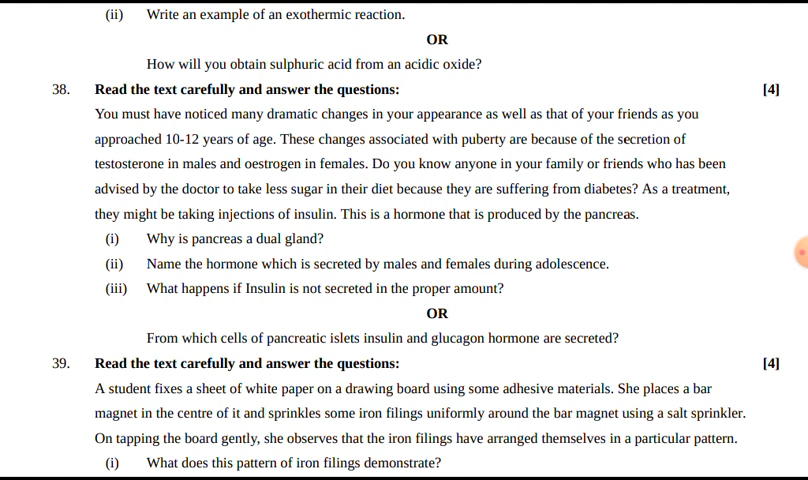 (ii) Write an example of an exothermic reaction.
OR
How will you obtain sulphuric acid from an acidic oxide?
38. Read the text carefully and answer the questions: [4]
You must have noticed many dramatic changes in your appearance as well as that of your friends as you
approached 10-12 years of age. These changes associated with puberty are because of the secretion of
testosterone in males and oestrogen in females. Do you know anyone in your family or friends who has been
advised by the doctor to take less sugar in their diet because they are suffering from diabetes? As a treatment,
they might be taking injections of insulin. This is a hormone that is produced by the pancreas.
(i) Why is pancreas a dual gland?
(ii) Name the hormone which is secreted by males and females during adolescence.
(iii) What happens if Insulin is not secreted in the proper amount?
OR
From which cells of pancreatic islets insulin and glucagon hormone are secreted?
39. Read the text carefully and answer the questions: [4]
A student fixes a sheet of white paper on a drawing board using some adhesive materials. She places a bar
magnet in the centre of it and sprinkles some iron filings uniformly around the bar magnet using a salt sprinkler.
On tapping the board gently, she observes that the iron filings have arranged themselves in a particular pattern.
(i) What does this pattern of iron filings demonstrate?